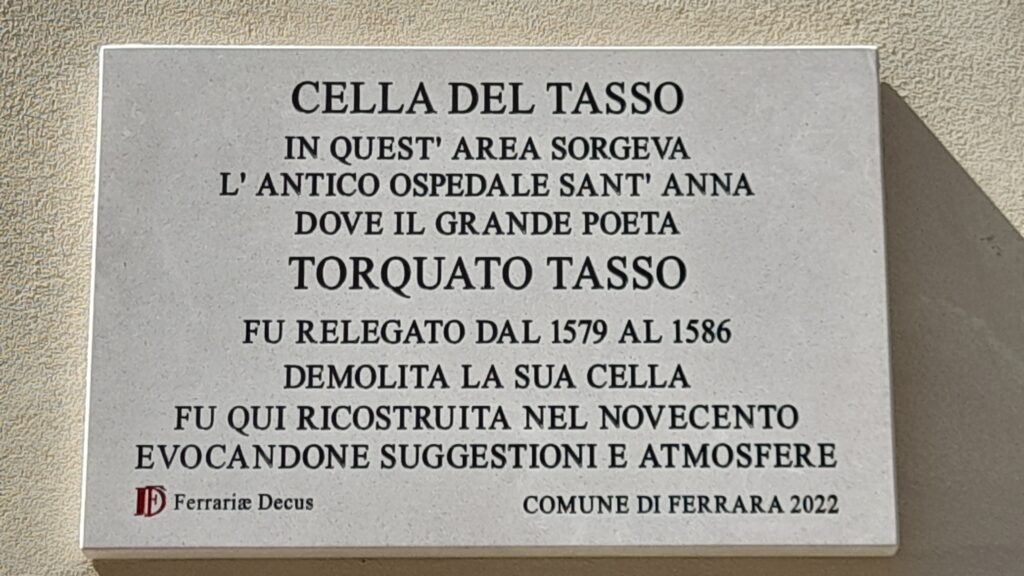 CELLA DEL TASSO
IN QUEST' AREA SORGEVA
L' ANTICO OSPEDALE SANT' ANNA
DOVE IL GRANDE POETA
TORQUATO TASSO
FU RELEGATO DAL 1579 AL 1586
DEMOLITA LA SUA CELLA
FU QUI RICOSTRUITA NEL NOVECENTO
EVOCANDONE SUGGESTIONI E ATMOSFERE
FD Ferrariæ Decus
COMUNE DI FERRARA 2022